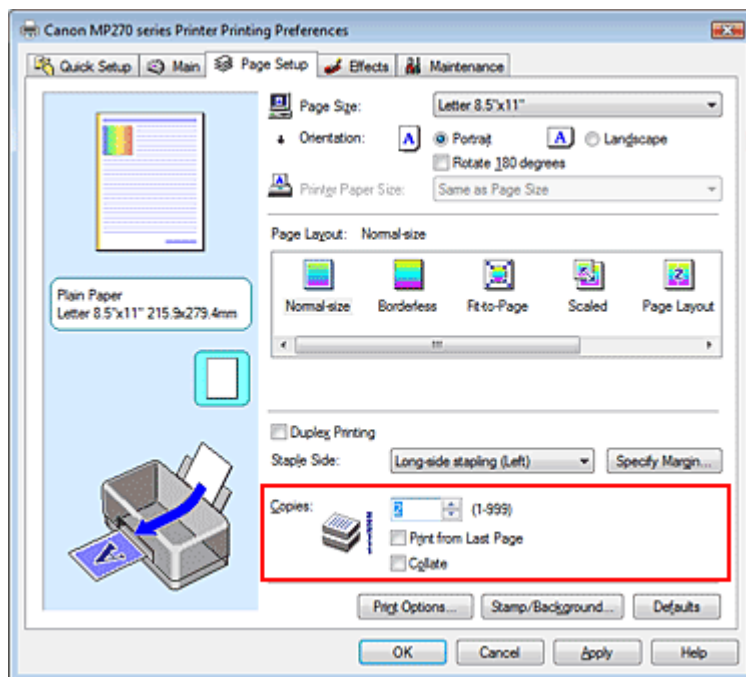 Canon MP270 series Printer Printing Preferences
Quick Setup Main Page Setup Effects Maintenance
Page Size: Letter 8.5"x11"
Orientation: A Portrait A Landscape
Rotate 180 degrees
Printer Paper Size: Same as Page Size
Page Layout: Normal-size
Normal-size Borderless Fit-to-Page Scaled Page Layout
Plain Paper
Letter 8.5"x11" 215.9x279.4mm
Duplex Printing
Staple Side: Long-side stapling (Left) Specify Margin...
Copies: 2 (1-999)
Print from Last Page
Collate
Print Options... Stamp/Background... Defaults
OK Cancel Apply Help